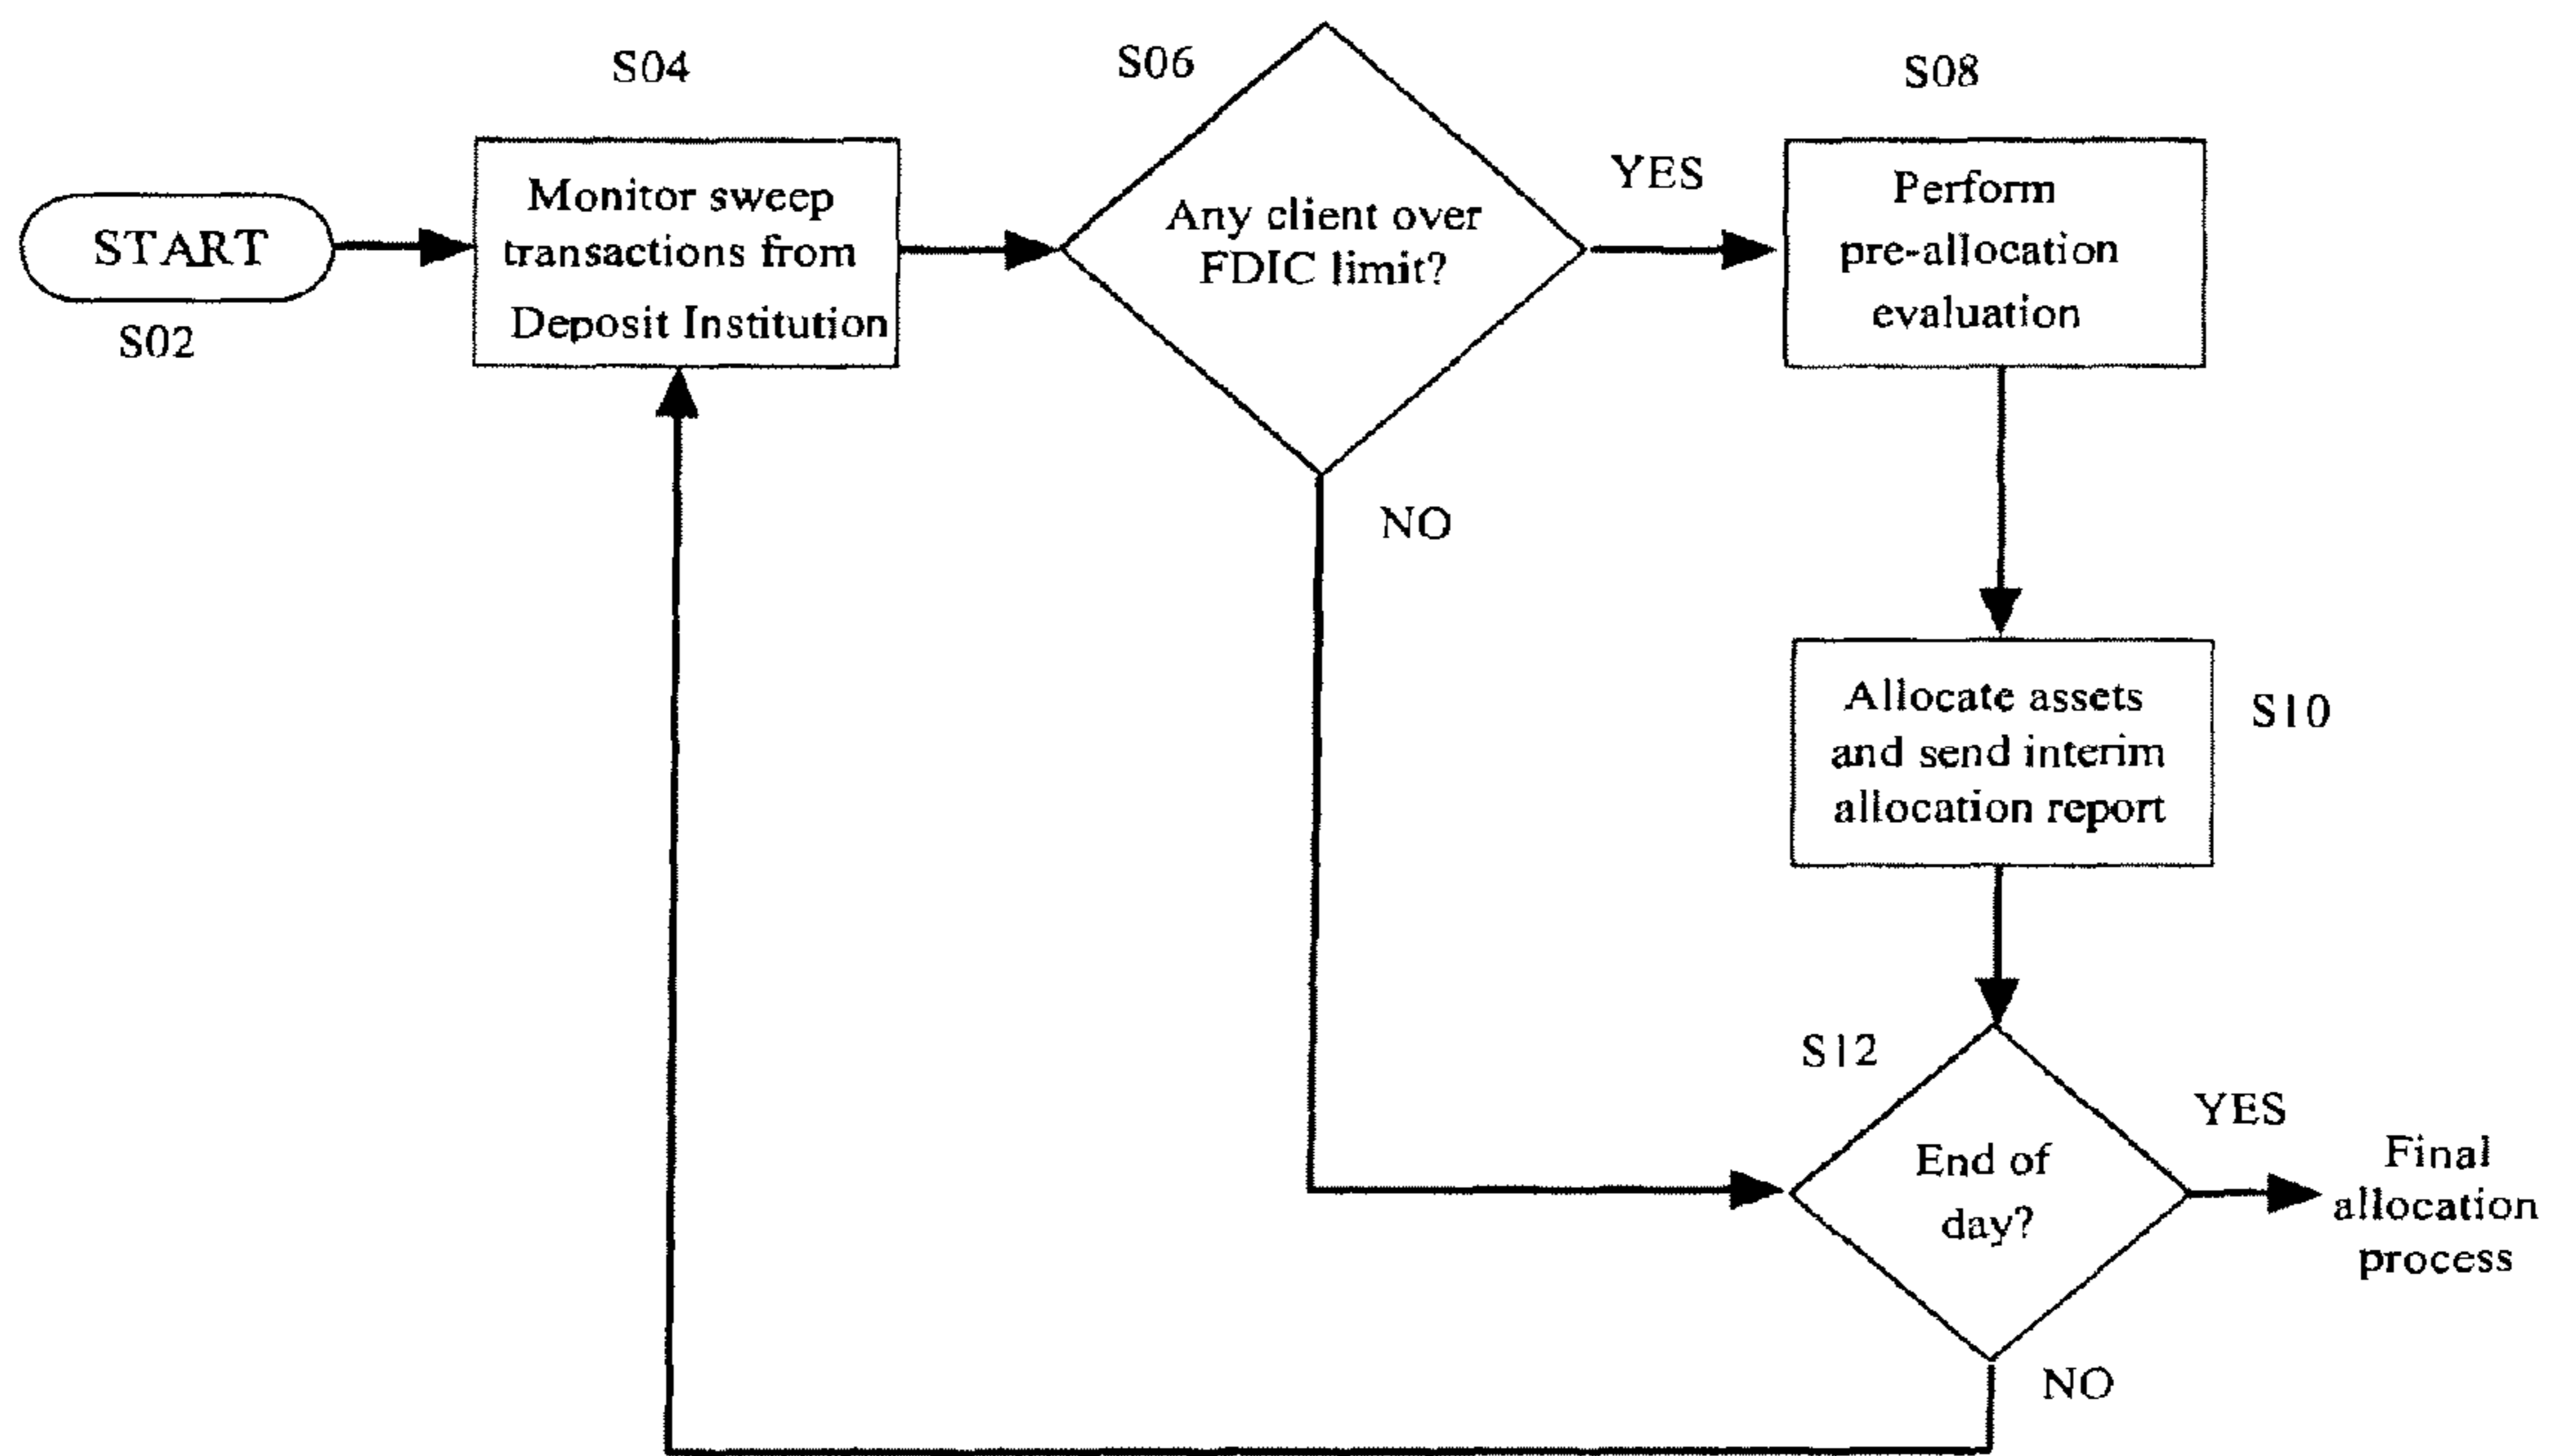 START
S02
S04
Monitor sweep
transactions from
Deposit Institution
S06
Any client over
FDIC limit?
YES
NO
S08
Perform
pre-allocation
evaluation
Allocate assets
and send interim
allocation report
S10
S12
End of
day?
YES
Final
allocation
process
NO